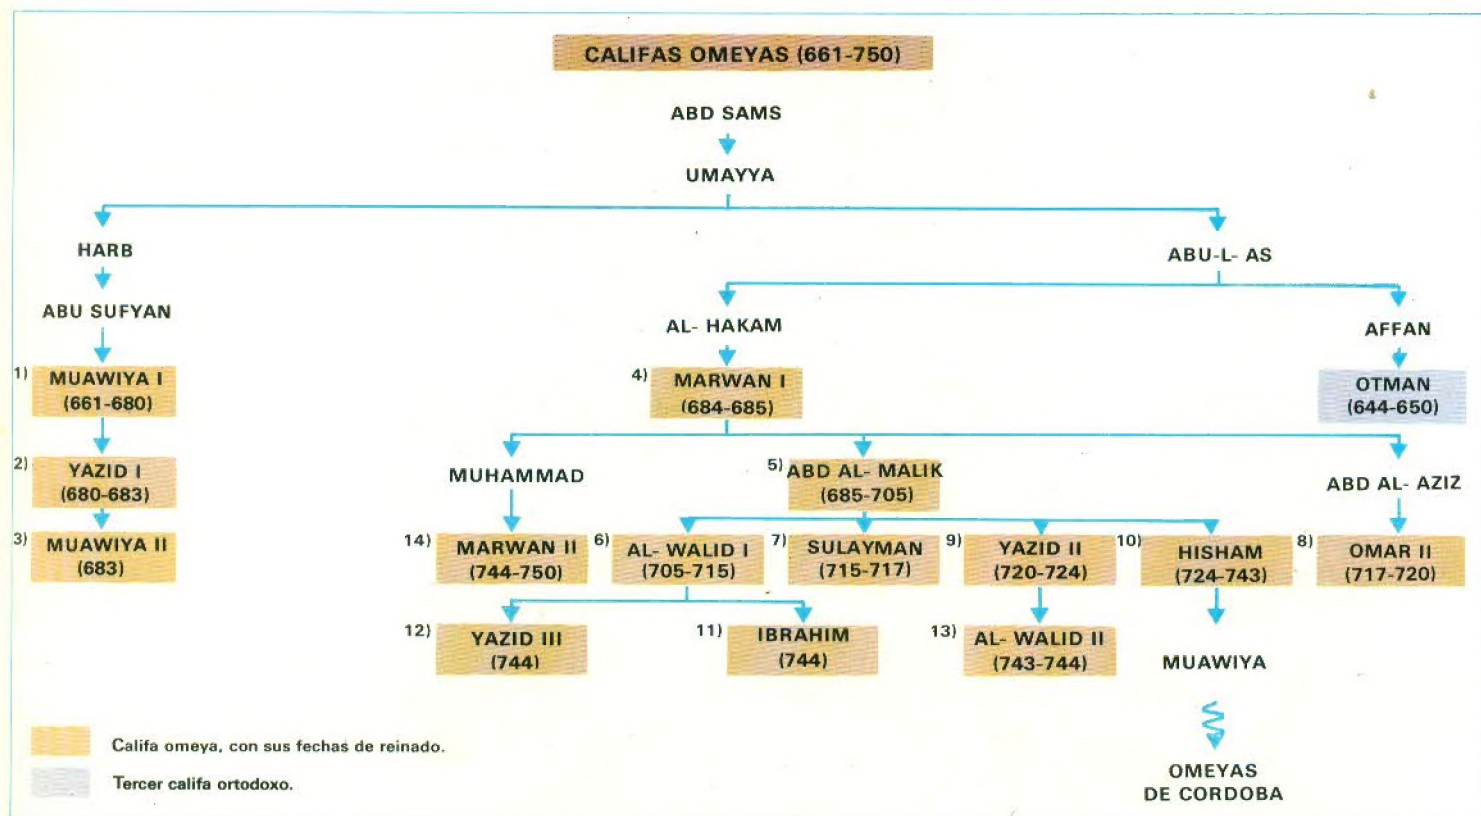 CALIFAS OMEYAS (661-750)
ABD SAMS
UMAYYA
HARB
ABU-L- AS
ABU SUFYAN
AL- HAKAM
AFFAN
1) MUAWIYA I
(661-680)
4) MARWAN I
(684-685)
OTMAN
(644-650)
2) YAZID I
(680-683)
MUHAMMAD
5) ABD AL- MALIK
(685-705)
ABD AL- AZIZ
3) MUAWIYA II
(683)
14) MARWAN II
(744-750)
6) AL- WALID I
(705-715)
7) SULAYMAN
(715-717)
9) YAZID II
(720-724)
10) HISHAM
(724-743)
8) OMAR II
(717-720)
12) YAZID III
(744)
11) IBRAHIM
(744)
13) AL- WALID II
(743-744)
MUAWIYA
OMEYAS
DE CORDOBA
Califa omeya, con sus fechas de reinado.
Tercer califa ortodoxo.